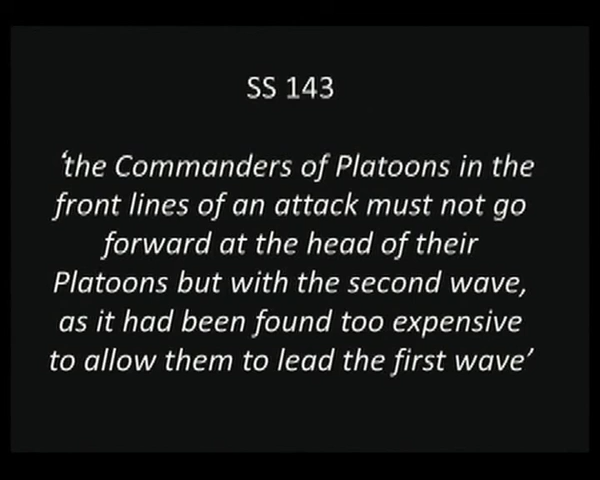 SS 143
‘the Commanders of Platoons in the
front lines of an attack must not go
forward at the head of their
Platoons but with the second wave,
as it had been found too expensive
to allow them to lead the first wave’